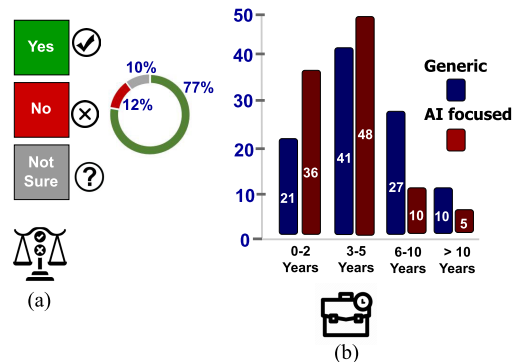 Yes
No
Not
Sure
?
10%
77%
12%
(a)
50
40
30
20
10
0
Generic
AI focused
21
36
41
48
27
10
10
5
0-2
Years
3-5
Years
6-10
Years
> 10
Years
(b)